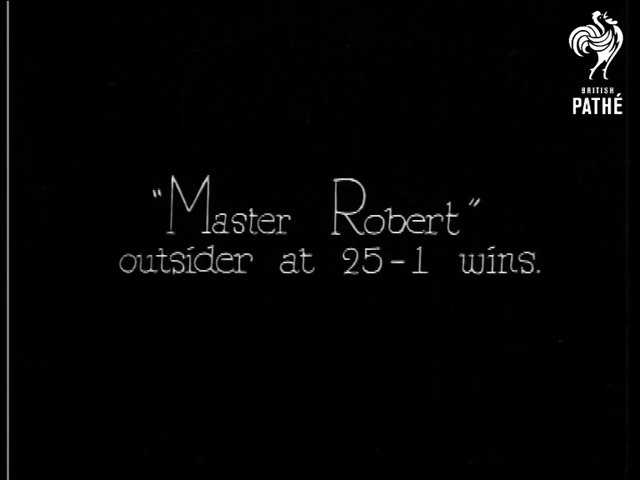 BRITISH
PATHÉ
"Master Robert"
outsider at 25-1 wins.